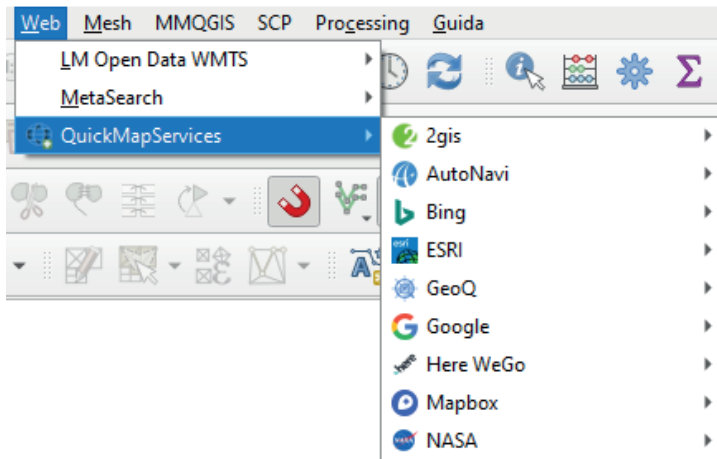 Web Mesh MMQGIS SCP Processing Guida
LM Open Data WMTS
MetaSearch
QuickMapServices
2gis
AutoNavi
Bing
esri
ESRI
GeoQ
Google
Here WeGo
Mapbox
NASA